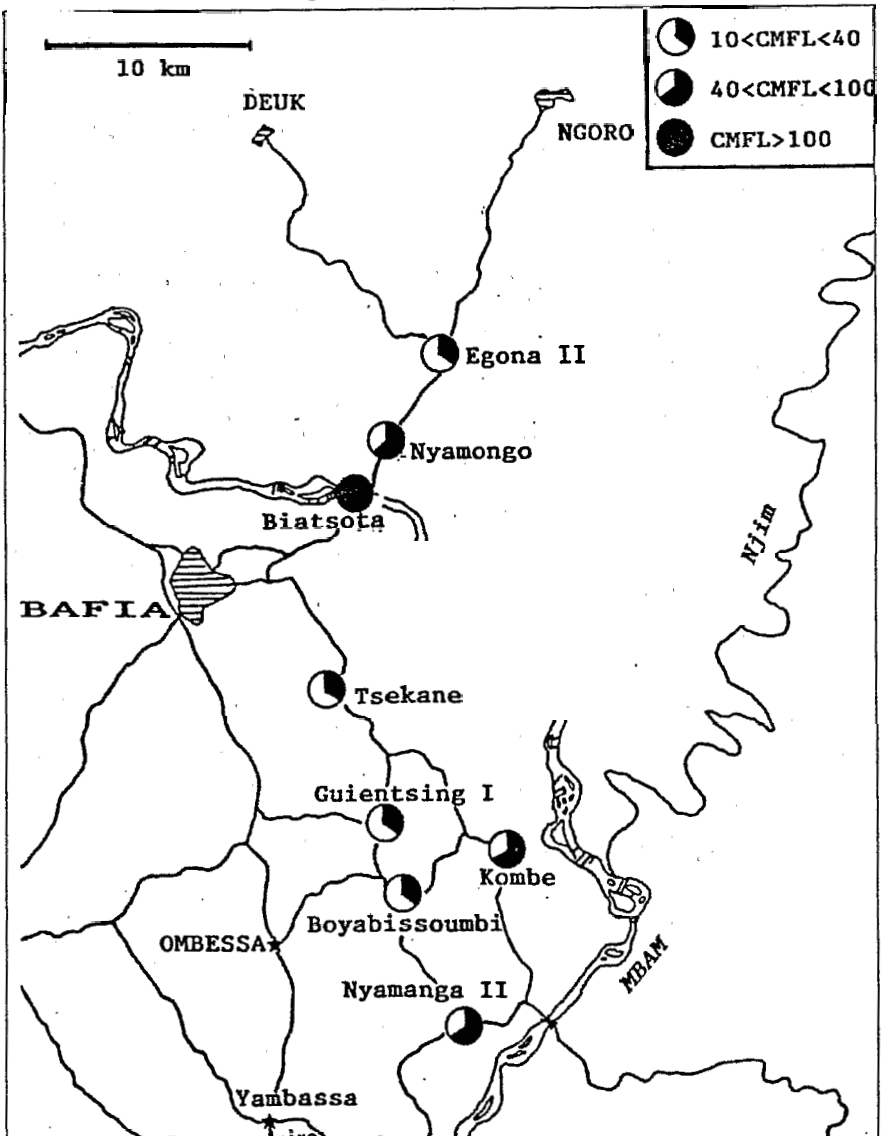 10<CMFL<40
40<CMFL<100
CMFL>100
10 km
DEUK
NGORO
Egona II
Nyamongo
Biatsota
Njim
BAFIA
Tsekane
Guientsing I
Kombe
Boyabissoumbi
OMBESSA
MBAM
Nyamanga II
Yambassa